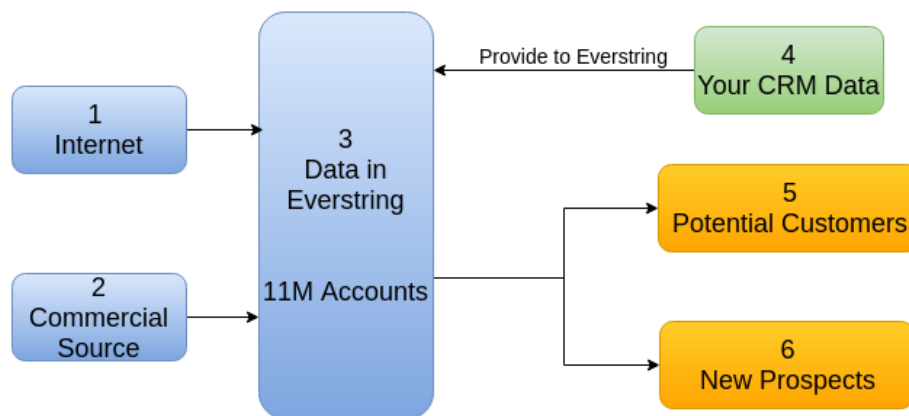 1
Internet
2
Commercial
Source
3
Data in
Everstring
11M Accounts
Provide to Everstring
4
Your CRM Data
5
Potential Customers
6
New Prospects